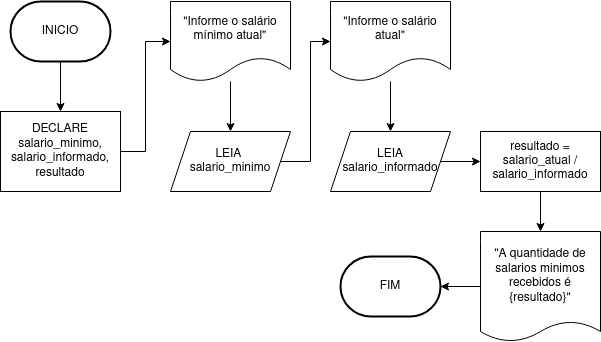 INICIO
DECLARE
salario_minimo,
salario_informado,
resultado
"Informe o salário
mínimo atual"
LEIA
salario_minimo
"Informe o salário
atual"
LEIA
salario_informado
resultado =
salario_atual /
salario_informado
"A quantidade de
salarios minimos
recebidos é
{resultado}"
FIM